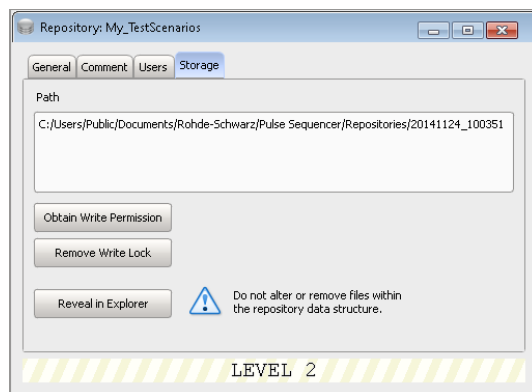 Repository: My_TestScenarios
General Comment Users Storage
Path
C:/Users/Public/Documents/Rohde-Schwarz/Pulse Sequencer/Repositories/20141124_100351
Obtain Write Permission
Remove Write Lock
Reveal in Explorer
Do not alter or remove files within
the repository data structure.
LEVEL 2